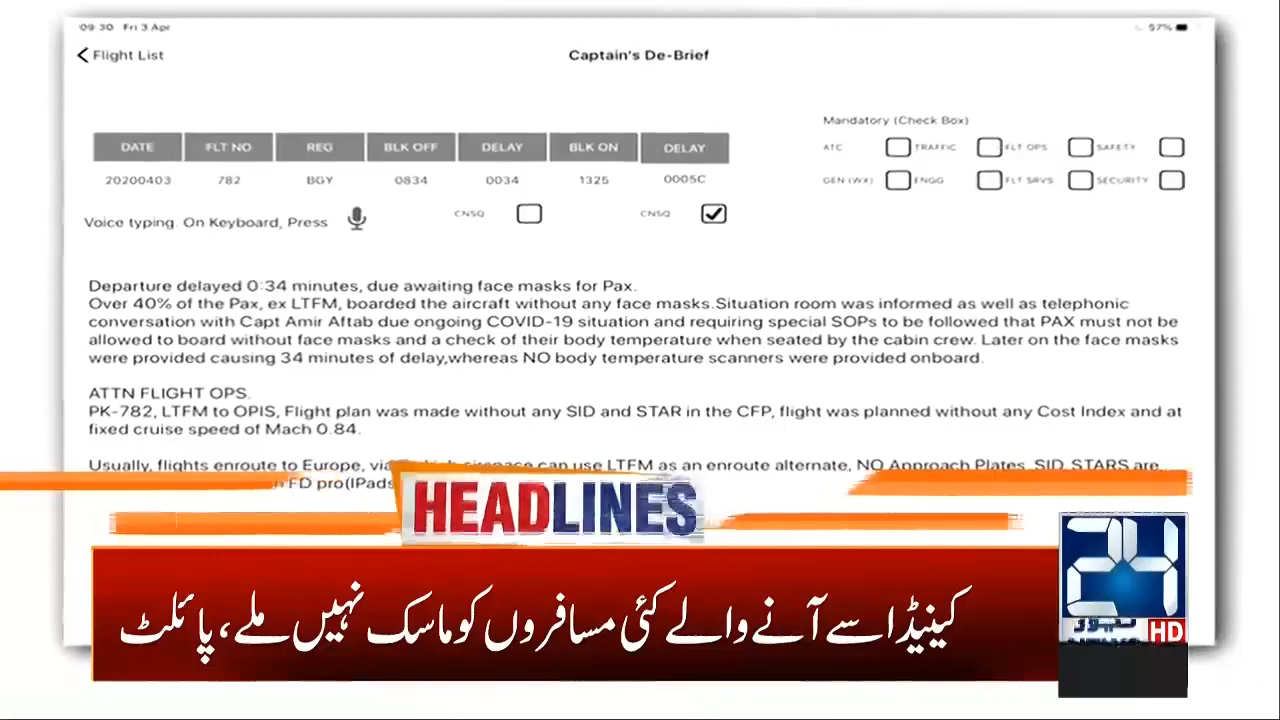 09:30 Fri 3 Apr
57%
Flight List
Captain's De-Brief
Mandatory (Check Box)
DATE FLT NO REG BLK OFF DELAY BLK ON DELAY
ATC TRAFFIC FLT OPS SAFETY
20200403 782 BGY 0834 0034 1325 0005C
GEN (WX) ENGG FLT SRVS SECURITY
Voice typing. On Keyboard, Press
CNSQ CNSQ
Departure delayed 0:34 minutes, due awaiting face masks for Pax.
Over 40% of the Pax, ex LTFM, boarded the aircraft without any face masks.Situation room was informed as well as telephonic
conversation with Capt Amir Aftab due ongoing COVID-19 situation and requiring special SOPs to be followed that PAX must not be
allowed to board without face masks and a check of their body temperature when seated by the cabin crew. Later on the face masks
were provided causing 34 minutes of delay,whereas NO body temperature scanners were provided onboard.
ATTN FLIGHT OPS.
PK-782, LTFM to OPIS, Flight plan was made without any SID and STAR in the CFP, flight was planned without any Cost Index and at
fixed cruise speed of Mach 0.84.
Usually, flights enroute to Europe, via airspace can use LTFM as an enroute alternate, NO Approach Plates, SID, STARS are
FD pro(IPads
HEADLINES
24
نیوز HD
کینیڈا سے آنے والے کئی مسافروں کو ماسک نہیں ملے، پائلٹ